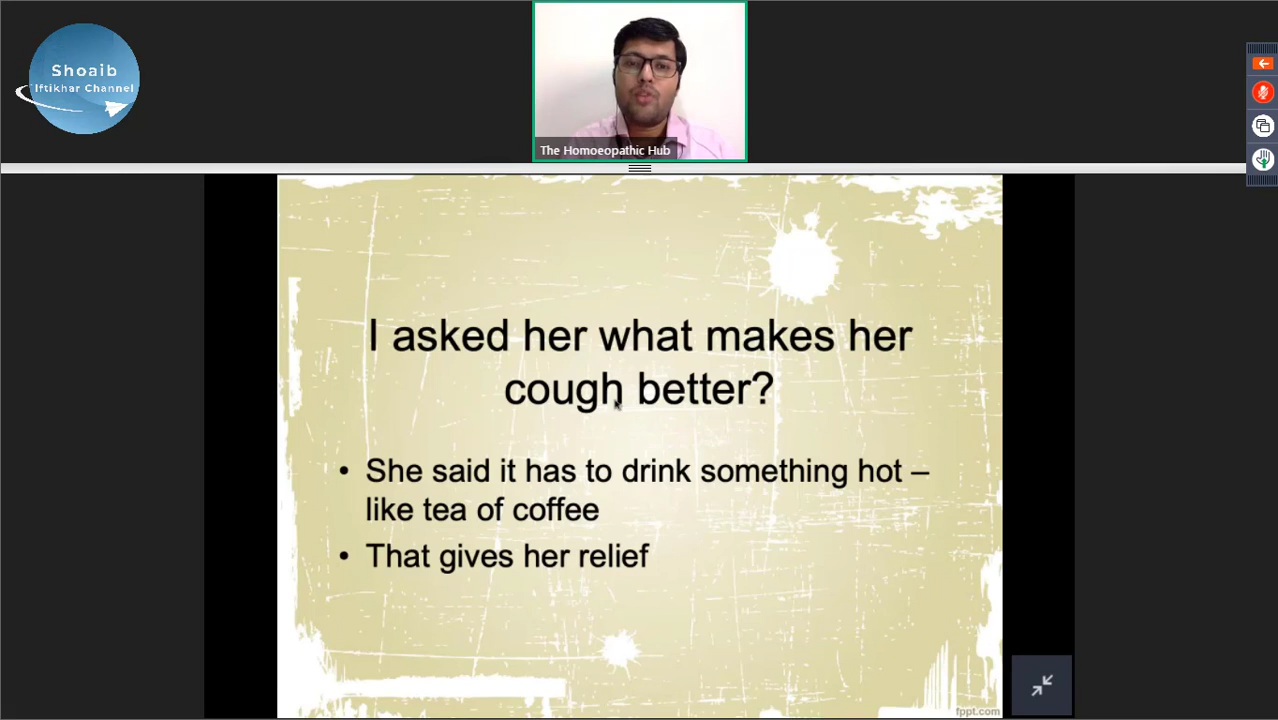 Shoaib
Iftikhar Channel
The Homoeopathic Hub
I asked her what makes her
cough better?
• She said it has to drink something hot –
like tea of coffee
• That gives her relief
fppt.com